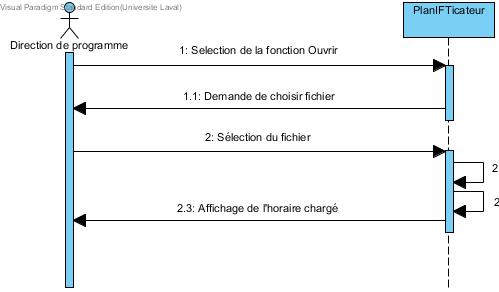 Visual Paradigm Standard Edition(Universite Laval)
PlanIFTicateur
Direction de programme
1: Selection de la fonction Ouvrir
1.1: Demande de choisir fichier
2: Sélection du fichier
2
2
2.3: Affichage de l'horaire chargé